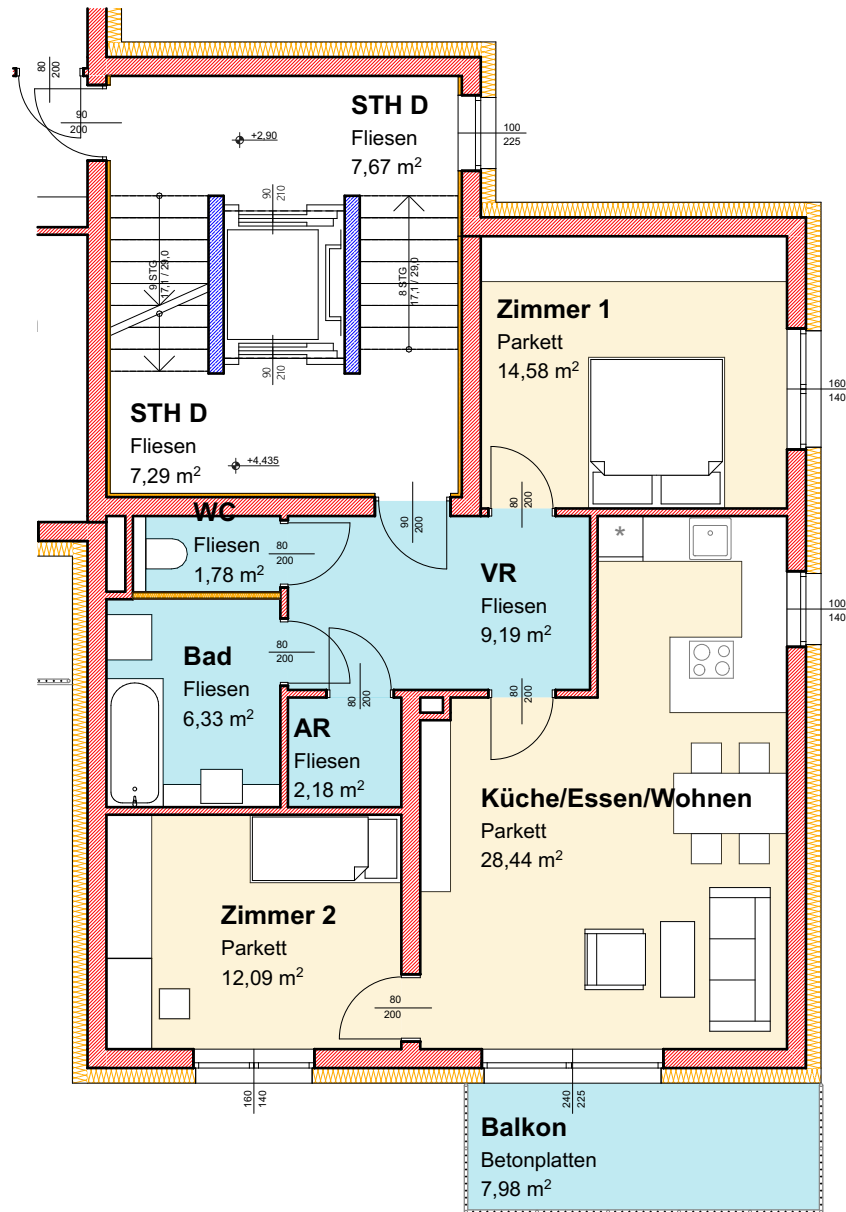 80
200
90
200
STH D
Fliesen
7,67 m²
+2,90
100
225
90
210
9 STG
17,1 / 29,0
8 STG
17,1 / 29,0
90
210
Zimmer 1
Parkett
14,58 m²
160
140
STH D
Fliesen
7,29 m²
+4,435
80
200
90
200
WC
Fliesen
1,78 m²
80
200
VR
Fliesen
9,19 m²
*
100
140
Bad
Fliesen
6,33 m²
80
200
80
200
80
200
AR
Fliesen
2,18 m²
Küche/Essen/Wohnen
Parkett
28,44 m²
Zimmer 2
Parkett
12,09 m²
80
200
160
140
240
225
Balkon
Betonplatten
7,98 m²